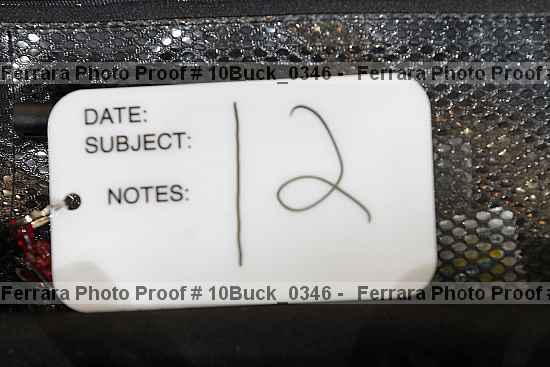 Ferrara Photo Proof # 10Buck_0346 - Ferrara Photo Proof
DATE:
SUBJECT:
NOTES:
12
Ferrara Photo Proof # 10Buck_0346 - Ferrara Photo Proof #